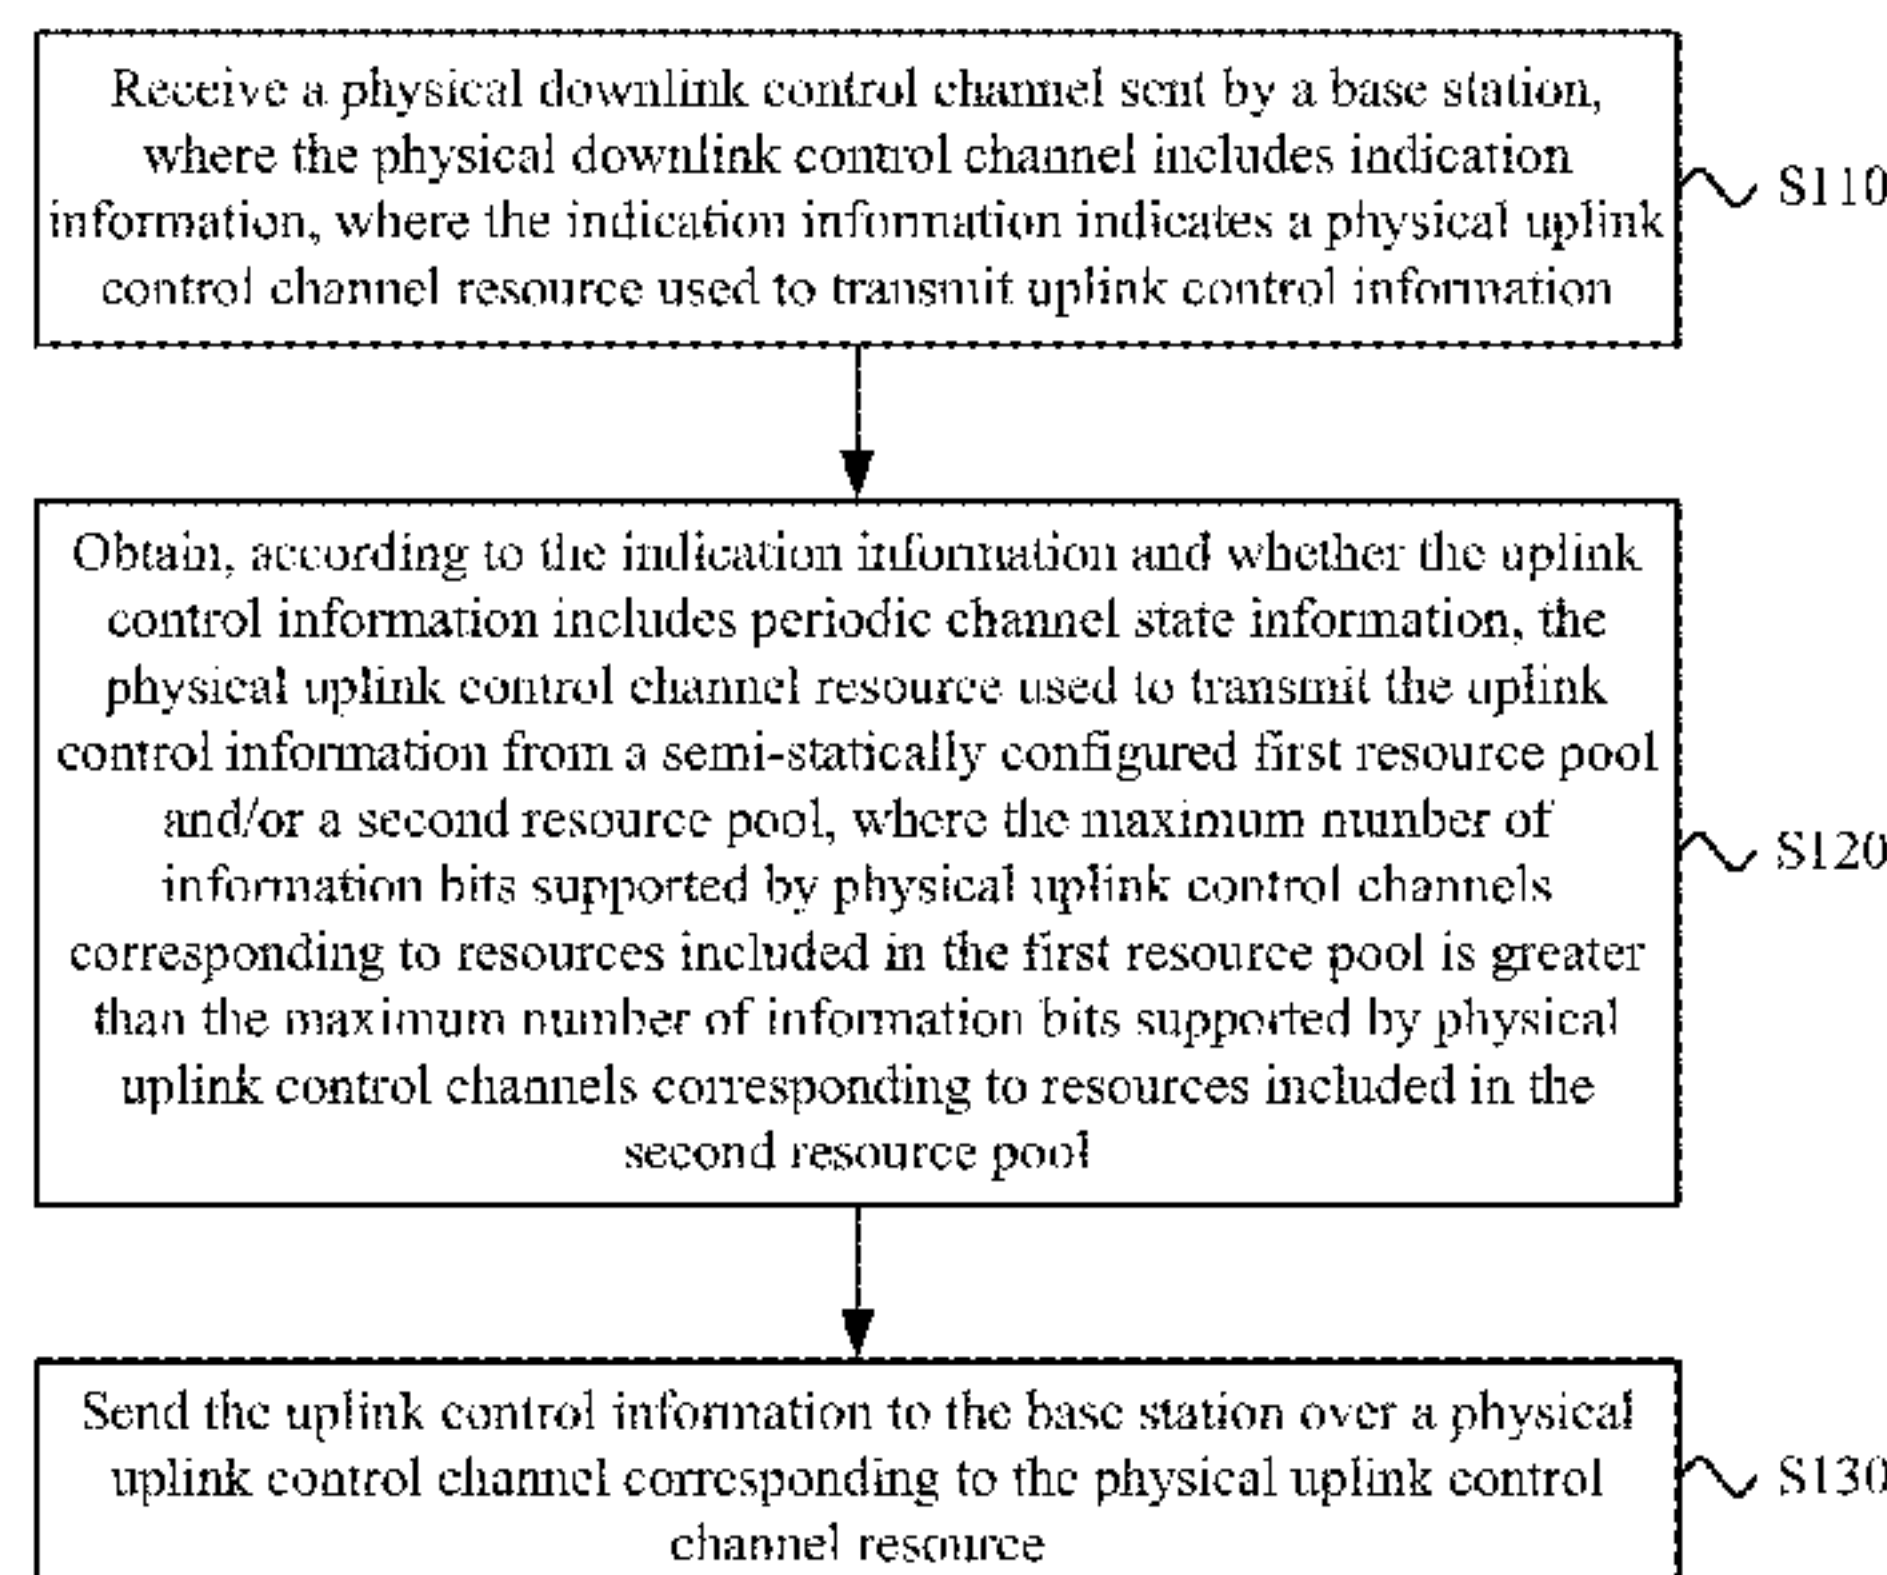 Receive a physical downlink control channel sent by a base station,
where the physical downlink control channel includes indication
information, where the indication information indicates a physical uplink
control channel resource used to transmit uplink control information
S110
Obtain, according to the indication information and whether the uplink
control information includes periodic channel state information, the
physical uplink control channel resource used to transmit the uplink
control information from a semi-statically configured first resource pool
and/or a second resource pool, where the maximum number of
information bits supported by physical uplink control channels
corresponding to resources included in the first resource pool is greater
than the maximum number of information bits supported by physical
uplink control channels corresponding to resources included in the
second resource pool
S120
Send the uplink control information to the base station over a physical
uplink control channel corresponding to the physical uplink control
channel resource
S130